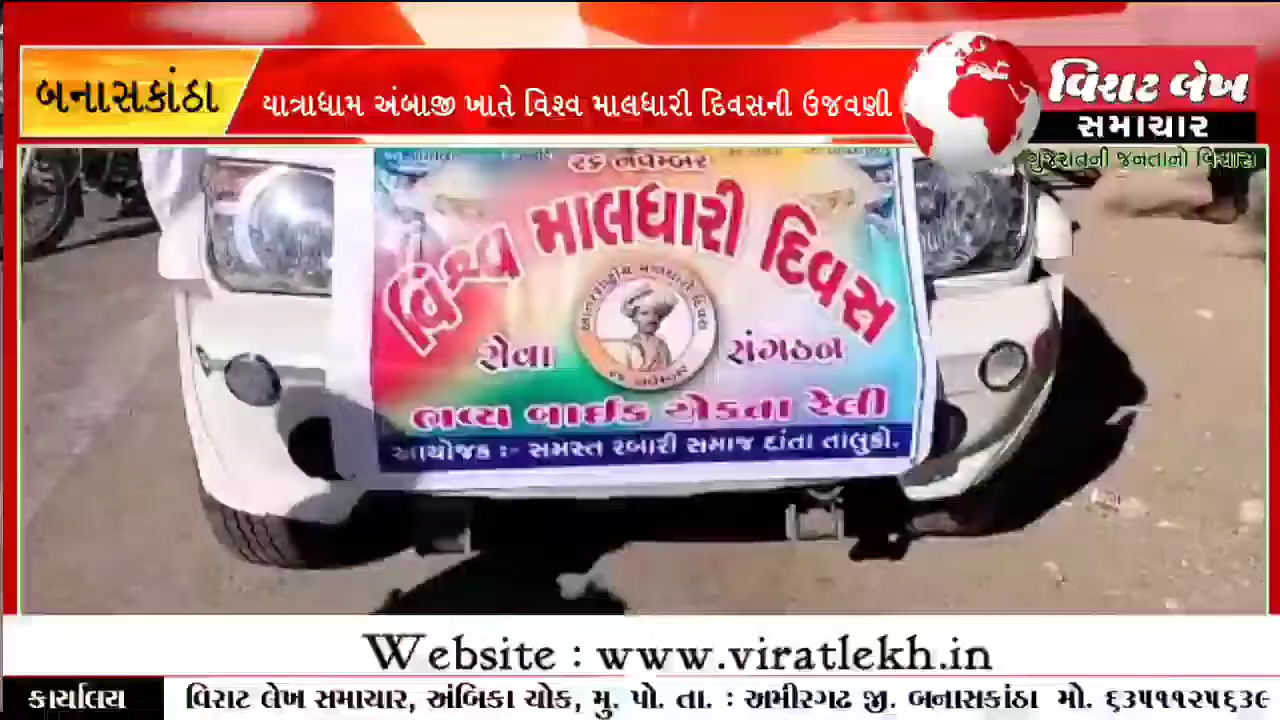 બનાસકાંઠા
યાત્રાધામ અંબાજી ખાતે વિશ્વ માલધારી દિવસની ઉજવણી
વિરાટ લેખ
સમાચાર
ગુજરાતની જનતાનો વિશ્વાસ
૨૬ નવેમ્બર
વિશ્વ માલધારી દિવસ
સેવા સંગઠન
ભવ્ય બાઈક એકતા રેલી
આયોજક :- સમસ્ત રબારી સમાજ દાંતા તાલુકો.
Website : www.viratlekh.in
કાર્યાલય
વિરાટ લેખ સમાચાર, અંબિકા ચોક, મુ. પો. તા. : અમીરગઢ જી. બનાસકાંઠા મો. ૬૩૫૧૧૨૫૬૩૯